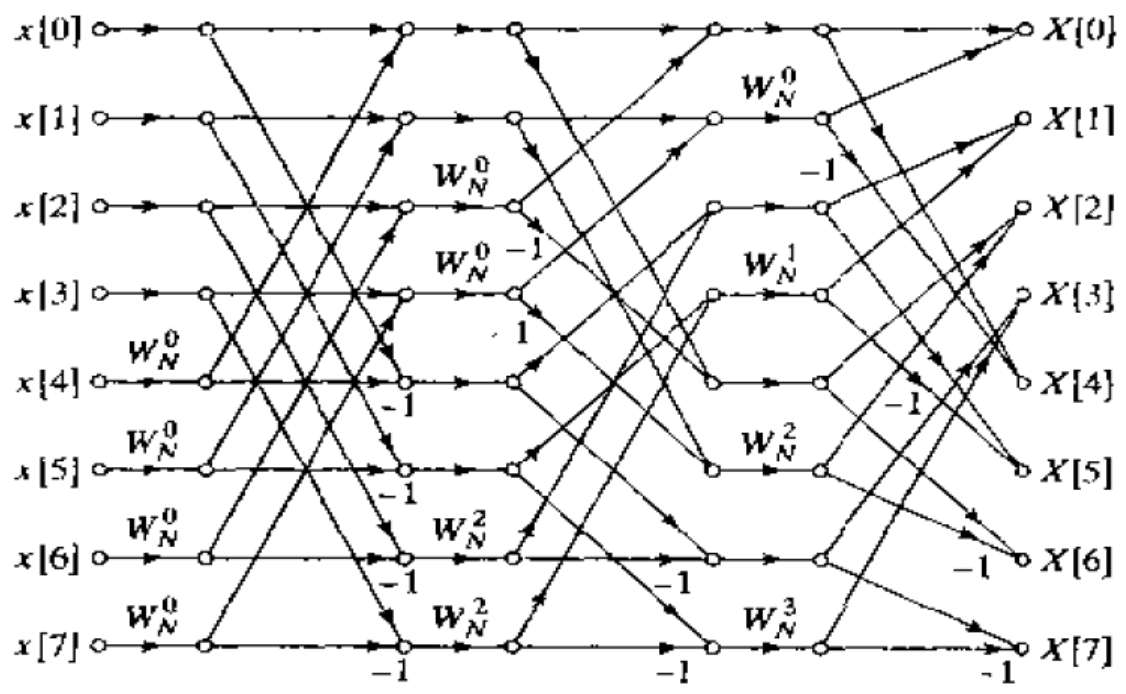 x[0] X[0]
W_N^0
x[1] X[1]
W_N^0 -1
x[2] X[2]
W_N^0 -1 W_N^1
x[3] X[3]
1
W_N^0
x[4] -1 -1 X[4]
W_N^0 W_N^2
x[5] -1 X[5]
W_N^0 W_N^2
x[6] -1 -1 -1 X[6]
W_N^0 W_N^2 W_N^3
x[7] -1 -1 -1 X[7]